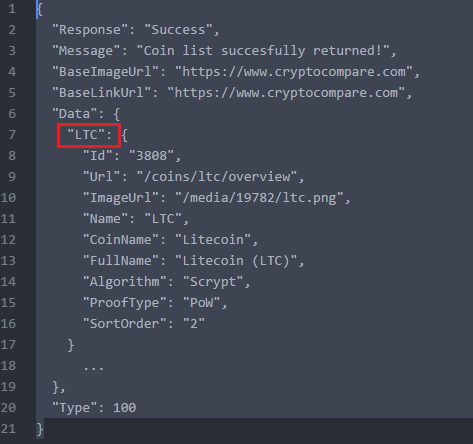 1 {
2 "Response": "Success",
3 "Message": "Coin list succesfully returned!",
4 "BaseImageUrl": "https://www.cryptocompare.com",
5 "BaseLinkUrl": "https://www.cryptocompare.com",
6 "Data": {
7 "LTC": {
8 "Id": "3808",
9 "Url": "/coins/ltc/overview",
10 "ImageUrl": "/media/19782/ltc.png",
11 "Name": "LTC",
12 "CoinName": "Litecoin",
13 "FullName": "Litecoin (LTC)",
14 "Algorithm": "Scrypt",
15 "ProofType": "PoW",
16 "SortOrder": "2"
17 }
18 ...
19 },
20 "Type": 100
21 }